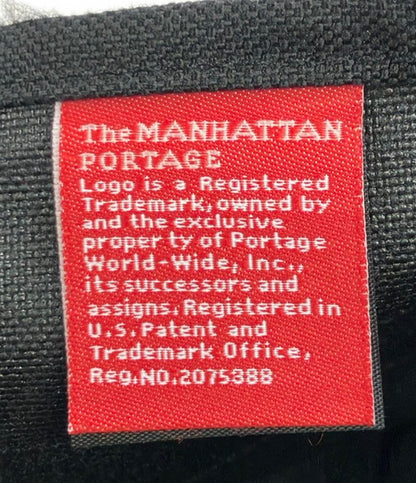 The MANHATTAN
PORTAGE
Logo is a Registered
Trademark, owned by
and the exclusive
property of Portage
World-Wide, Inc.,
its successors and
assigns. Registered in
U.S. Patent and
Trademark Office,
Reg.NO.2075388